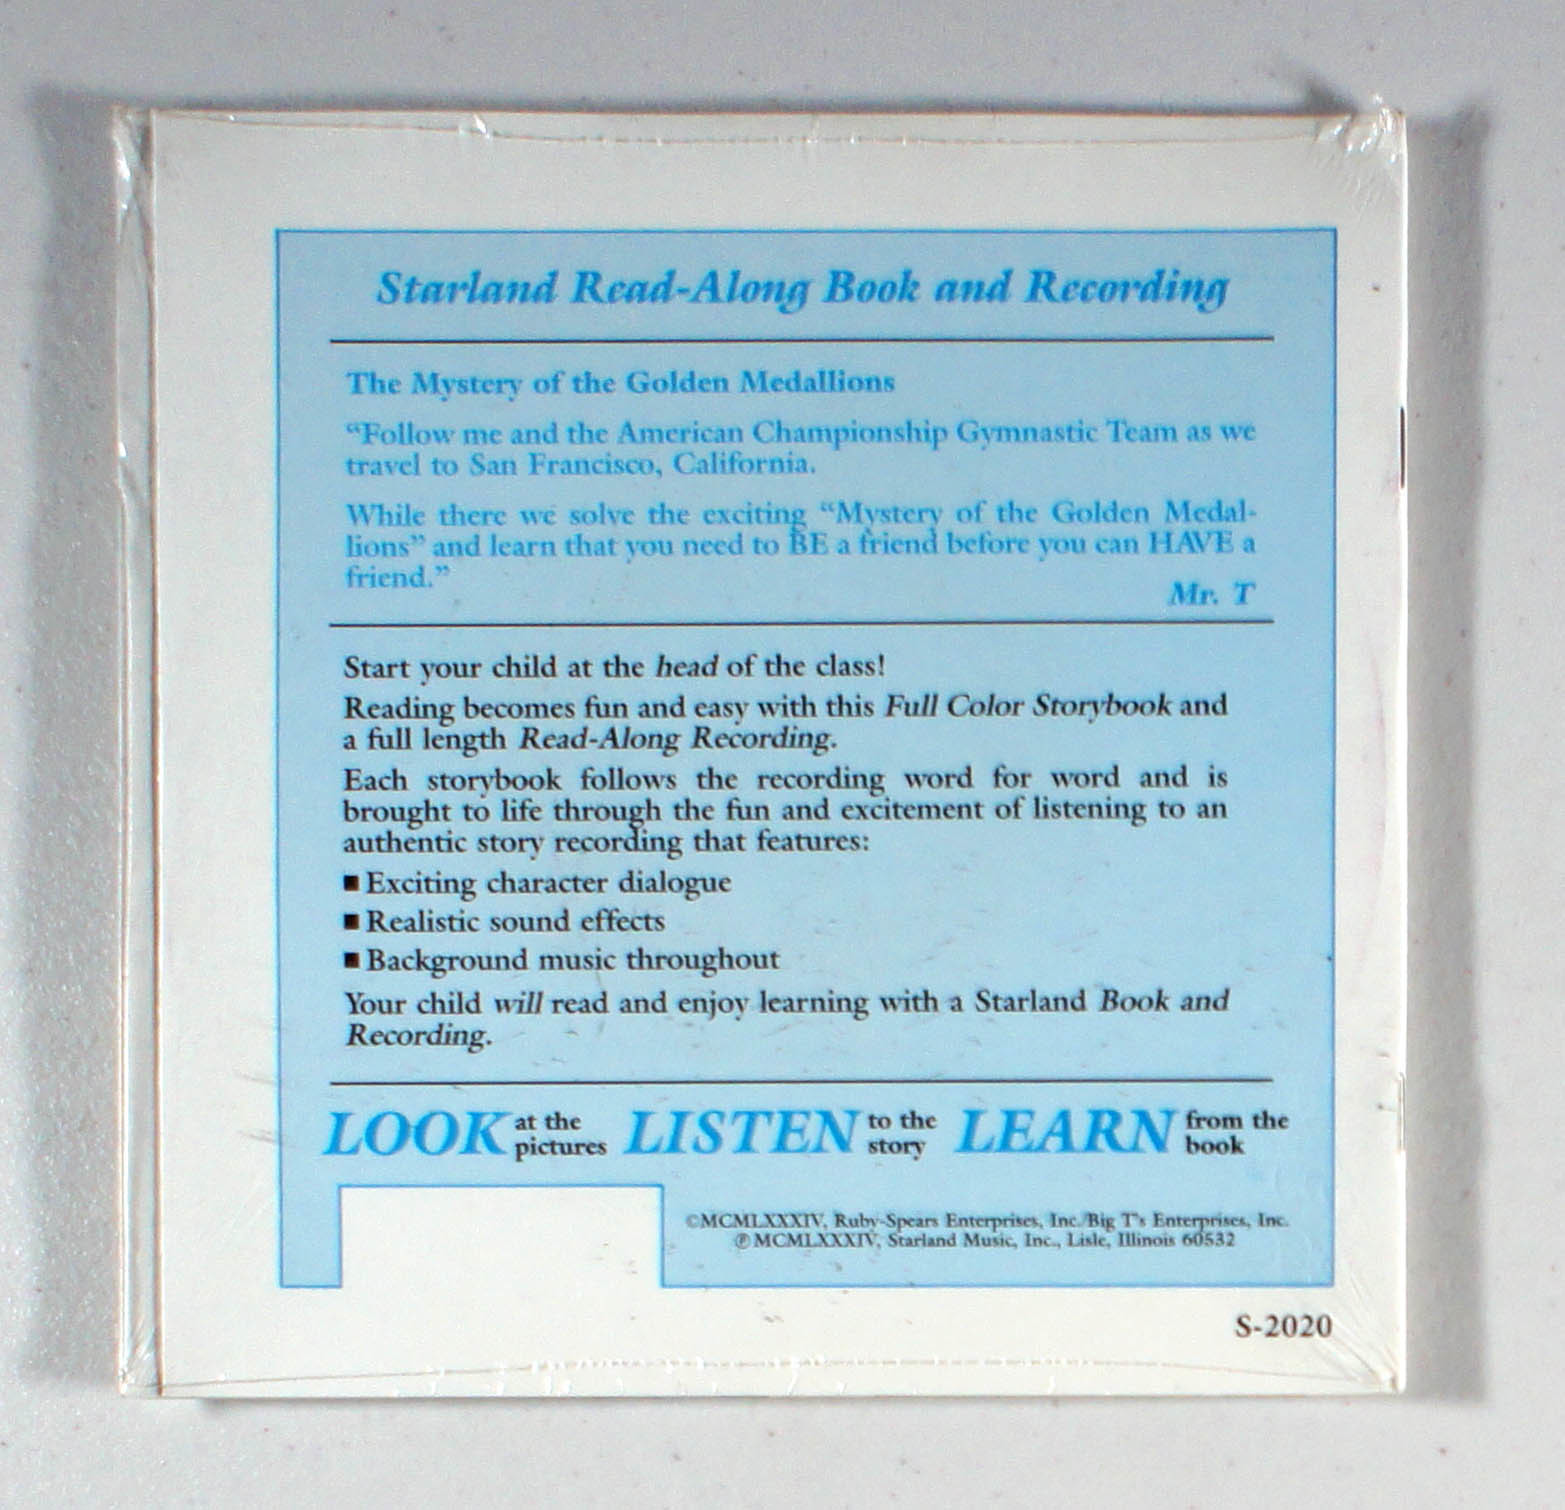 Starland Read-Along Book and Recording
The Mystery of the Golden Medallions
“Follow me and the American Championship Gymnastic Team as we
travel to San Francisco, California.
While there we solve the exciting “Mystery of the Golden Medal-
lions” and learn that you need to BE a friend before you can HAVE a
friend.”
Mr. T
Start your child at the head of the class!
Reading becomes fun and easy with this Full Color Storybook and
a full length Read-Along Recording.
Each storybook follows the recording word for word and is
brought to life through the fun and excitement of listening to an
authentic story recording that features:
■ Exciting character dialogue
■ Realistic sound effects
■ Background music throughout
Your child will read and enjoy learning with a Starland Book and
Recording.
LOOK at the pictures LISTEN to the story LEARN from the book
©MCMLXXXIV, Ruby-Spears Enterprises, Inc./Big T's Enterprises, Inc.
℗ MCMLXXXIV, Starland Music, Inc., Lisle, Illinois 60532
S-2020